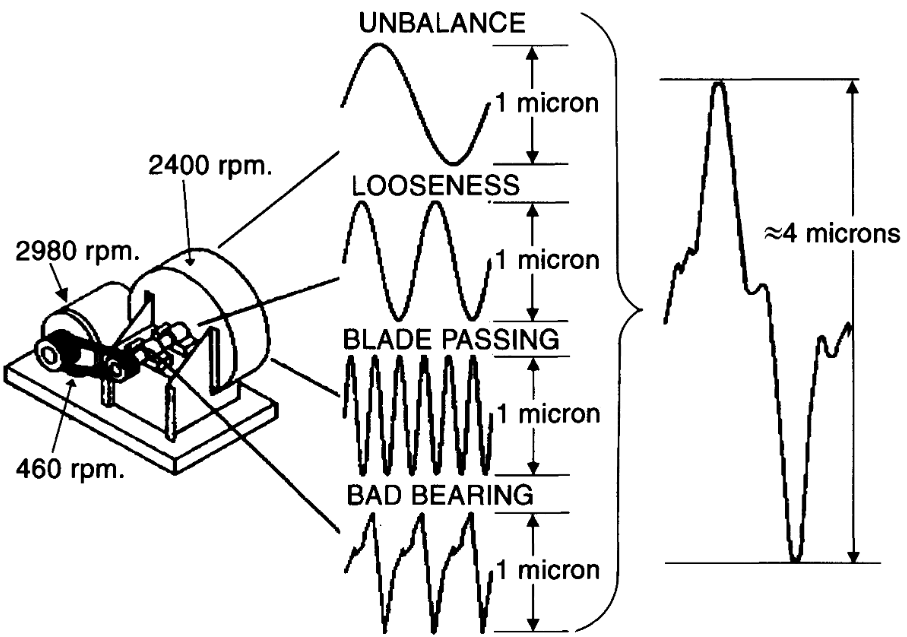 UNBALANCE
1 micron
2400 rpm.
LOOSENESS
2980 rpm.
1 micron
≈4 microns
BLADE PASSING
1 micron
460 rpm.
BAD BEARING
1 micron